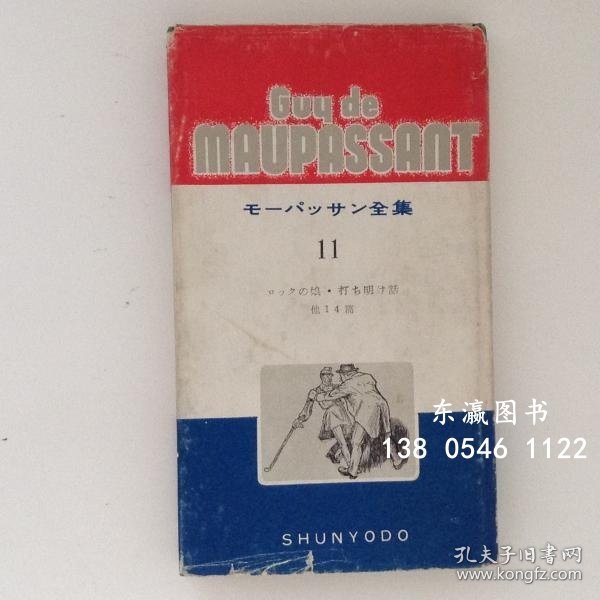 Guy de
MAUPASSANT
モーパッサン全集
11
ロックの娘・打ち明け話
他14篇
东瀛图书
138 0546 1122
SHUNYODO
孔夫子旧书网
www.kongfz.com